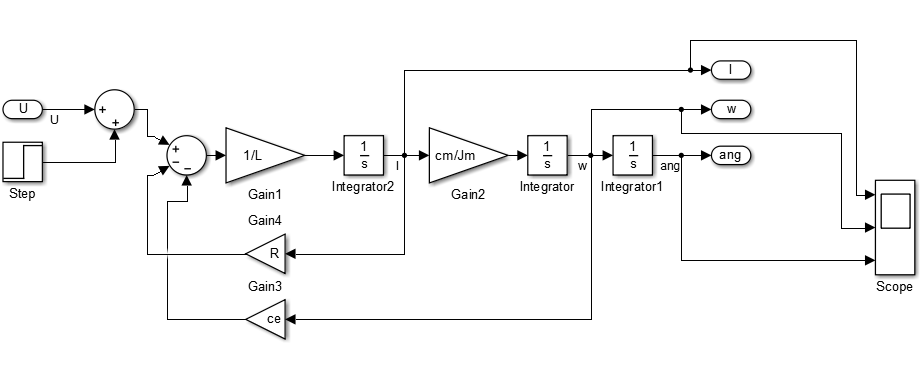 I
U
U
+
+
w
Step
+
−
−
1/L
Gain1
1
s
Integrator2
I
cm/Jm
Gain2
1
s
Integrator
w
1
s
Integrator1
ang
ang
Gain4
R
Gain3
ce
Scope